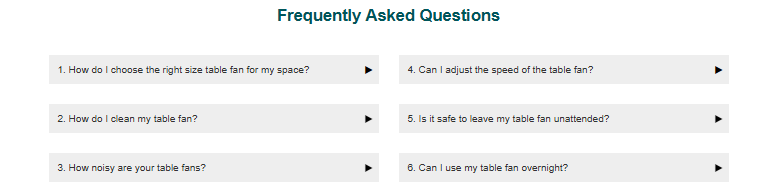 Frequently Asked Questions
1. How do I choose the right size table fan for my space?
2. How do I clean my table fan?
3. How noisy are your table fans?
4. Can I adjust the speed of the table fan?
5. Is it safe to leave my table fan unattended?
6. Can I use my table fan overnight?